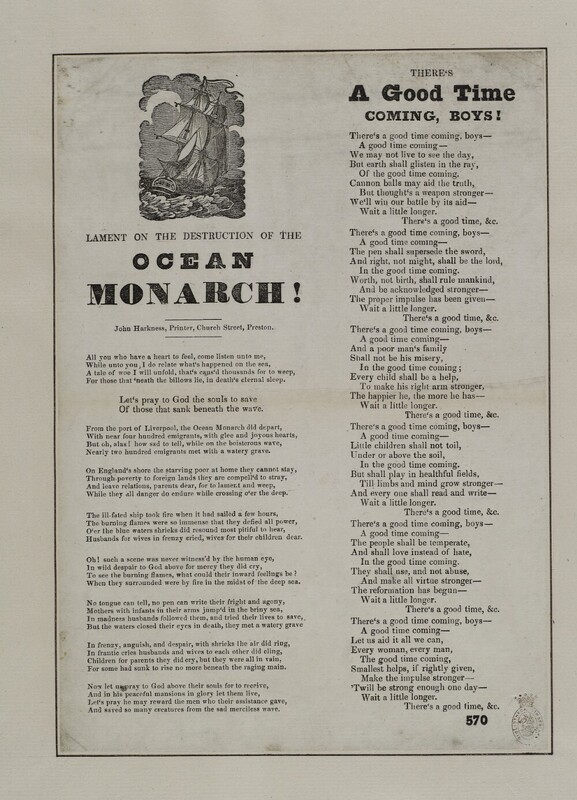 LAMENT ON THE DESTRUCTION OF THE
OCEAN
MONARCH!
John Harkness, Printer, Church Street, Preston.
All you who have a heart to feel, come listen unto me,
While unto you, I do relate what's happened on the sea,
A tale of woe I will unfold, that's caus'd thousands for to weep,
For those that 'neath the billows lie, in death's eternal sleep.
Let's pray to God the souls to save
Of those that sank beneath the wave.
From the port of Liverpool, the Ocean Monarch did depart,
With near four hundred emigrants, with glee and joyous hearts,
But oh, alas! how sad to tell, while on the boisterous wave,
Nearly two hundred emigrants met with a watery grave.
On England's shore the starving poor at home they cannot stay,
Through poverty to foreign lands they are compell'd to stray,
And leave relations, parents dear, for to lament and weep,
While they all danger do endure while crossing o'er the deep.
The ill-fated ship took fire when it had sailed a few hours,
The burning flames were so immense that they defied all power,
O'er the blue waters shricks did resound most pitiful to hear,
Husbands for wives in frenzy cried, wives for their children dear.
Oh! such a scene was never witness'd by the human eye,
In wild despair to God above for mercy they did cry,
To see the burning flames, what could their inward feelings be?
When they surrounded were by fire in the midst of the deep sea.
No tongue can tell, no pen can write their fright and agony,
Mothers with infants in their arms jump'd in the briny sea,
In madness husbands followed them, and tried their lives to save,
But the waters closed their eyes in death, they met a watory grave
In frenzy, anguish, and despair, with shricks the air did ring,
In frantic cries husbands and wives to each other did cling,
Children for parents they did cry, but they were all in vain,
For some had sunk to rise no more beneath the raging main.
Now let us pray to God above their souls for to receive,
And in his peaceful mansions in glory let them live,
Let's pray he may reward the men who their assistance gave,
And saved so many creatures from the sad merciless wave.
THERE'S
A Good Time
COMING, BOYS!
There's a good time coming, boys—
A good time coming—
We may not live to see the day,
But earth shall glisten in the ray,
Of the good time coming.
Cannon balls may aid the truth,
But thought's a weapon stronger—
We'll win our battle by its aid—
Wait a little longer.
There's a good time, &c.
There's a good time coming, boys—
A good time coming—
The pen shall supersede the sword,
And right, not might, shall be the lord,
In the good time coming.
Worth, not birth, shall rule mankind,
And be acknowledged stronger—
The proper impulse has been given—
Wait a little longer.
There's a good time, &c.
There's a good time coming, boys—
A good time coming—
And a poor man's family
Shall not be his misery,
In the good time coming;
Every child shall be a help,
To make his right arm stronger,
The happier he, the more he has—
Wait a little longer.
There's a good time, &c.
There's a good time coming, boys—
A good time coming—
Little children shall not toil,
Under or above the soil,
In the good time coming.
But shall play in healthful fields,
Till limbs and mind grow stronger—
And every one shall read and write—
Wait a little longer.
There's a good time, &c.
There's a good time coming, boys—
A good time coming—
The people shall be temperate,
And shall love instead of hate,
In the good time coming.
They shall use, and not abuse,
And make all virtue stronger—
The reformation has begun—
Wait a little longer.
There's a good time, &c.
There's a good time coming, boys—
A good time coming—
Let us aid it all we can,
Every woman, every man,
The good time coming,
Smallest helps, if rightly given,
Make the impulse stronger—
'Twill be strong enough one day—
Wait a little longer.
There's a good time, &c.
570